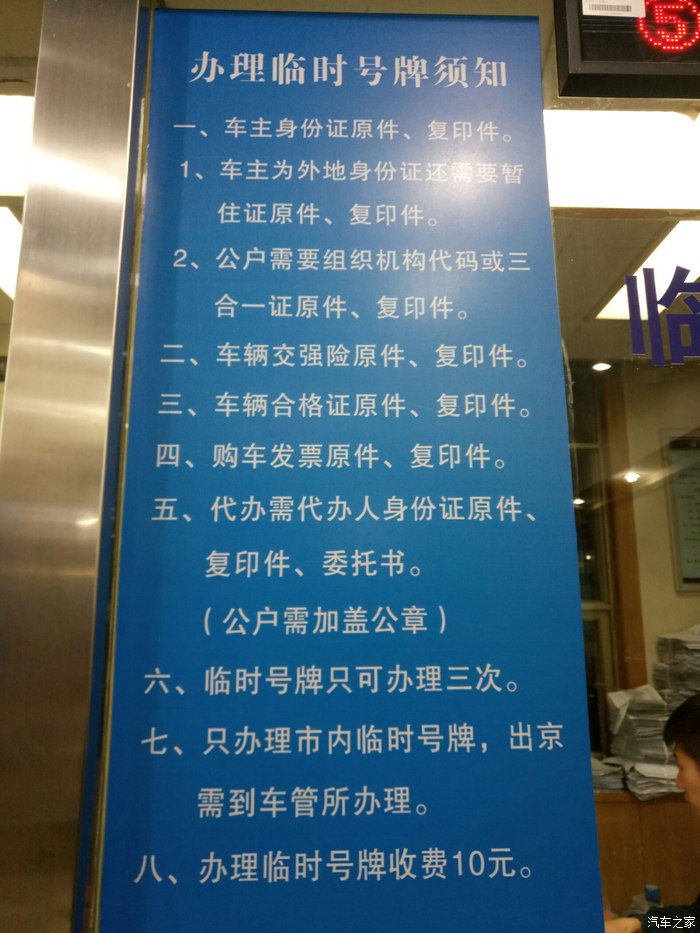 办理临时号牌须知
一、车主身份证原件、复印件。
1、车主为外地身份证还需要暂
住证原件、复印件。
2、公户需要组织机构代码或三
合一证原件、复印件。
二、车辆交强险原件、复印件。
三、车辆合格证原件、复印件。
四、购车发票原件、复印件。
五、代办需代办人身份证原件、
复印件、委托书。
(公户需加盖公章)
六、临时号牌只可办理三次。
七、只办理市内临时号牌，出京
需到车管所办理。
八、办理临时号牌收费10元。
⑤
临
汽车之家